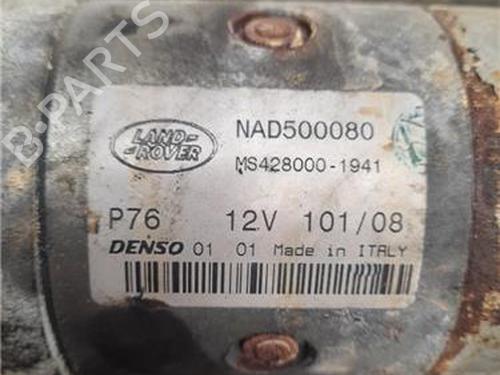 B-PARTS
LAND-
ROVER
NAD500080
MS428000-1941
P76 12V 101/08
DENSO 01 01 Made in ITALY